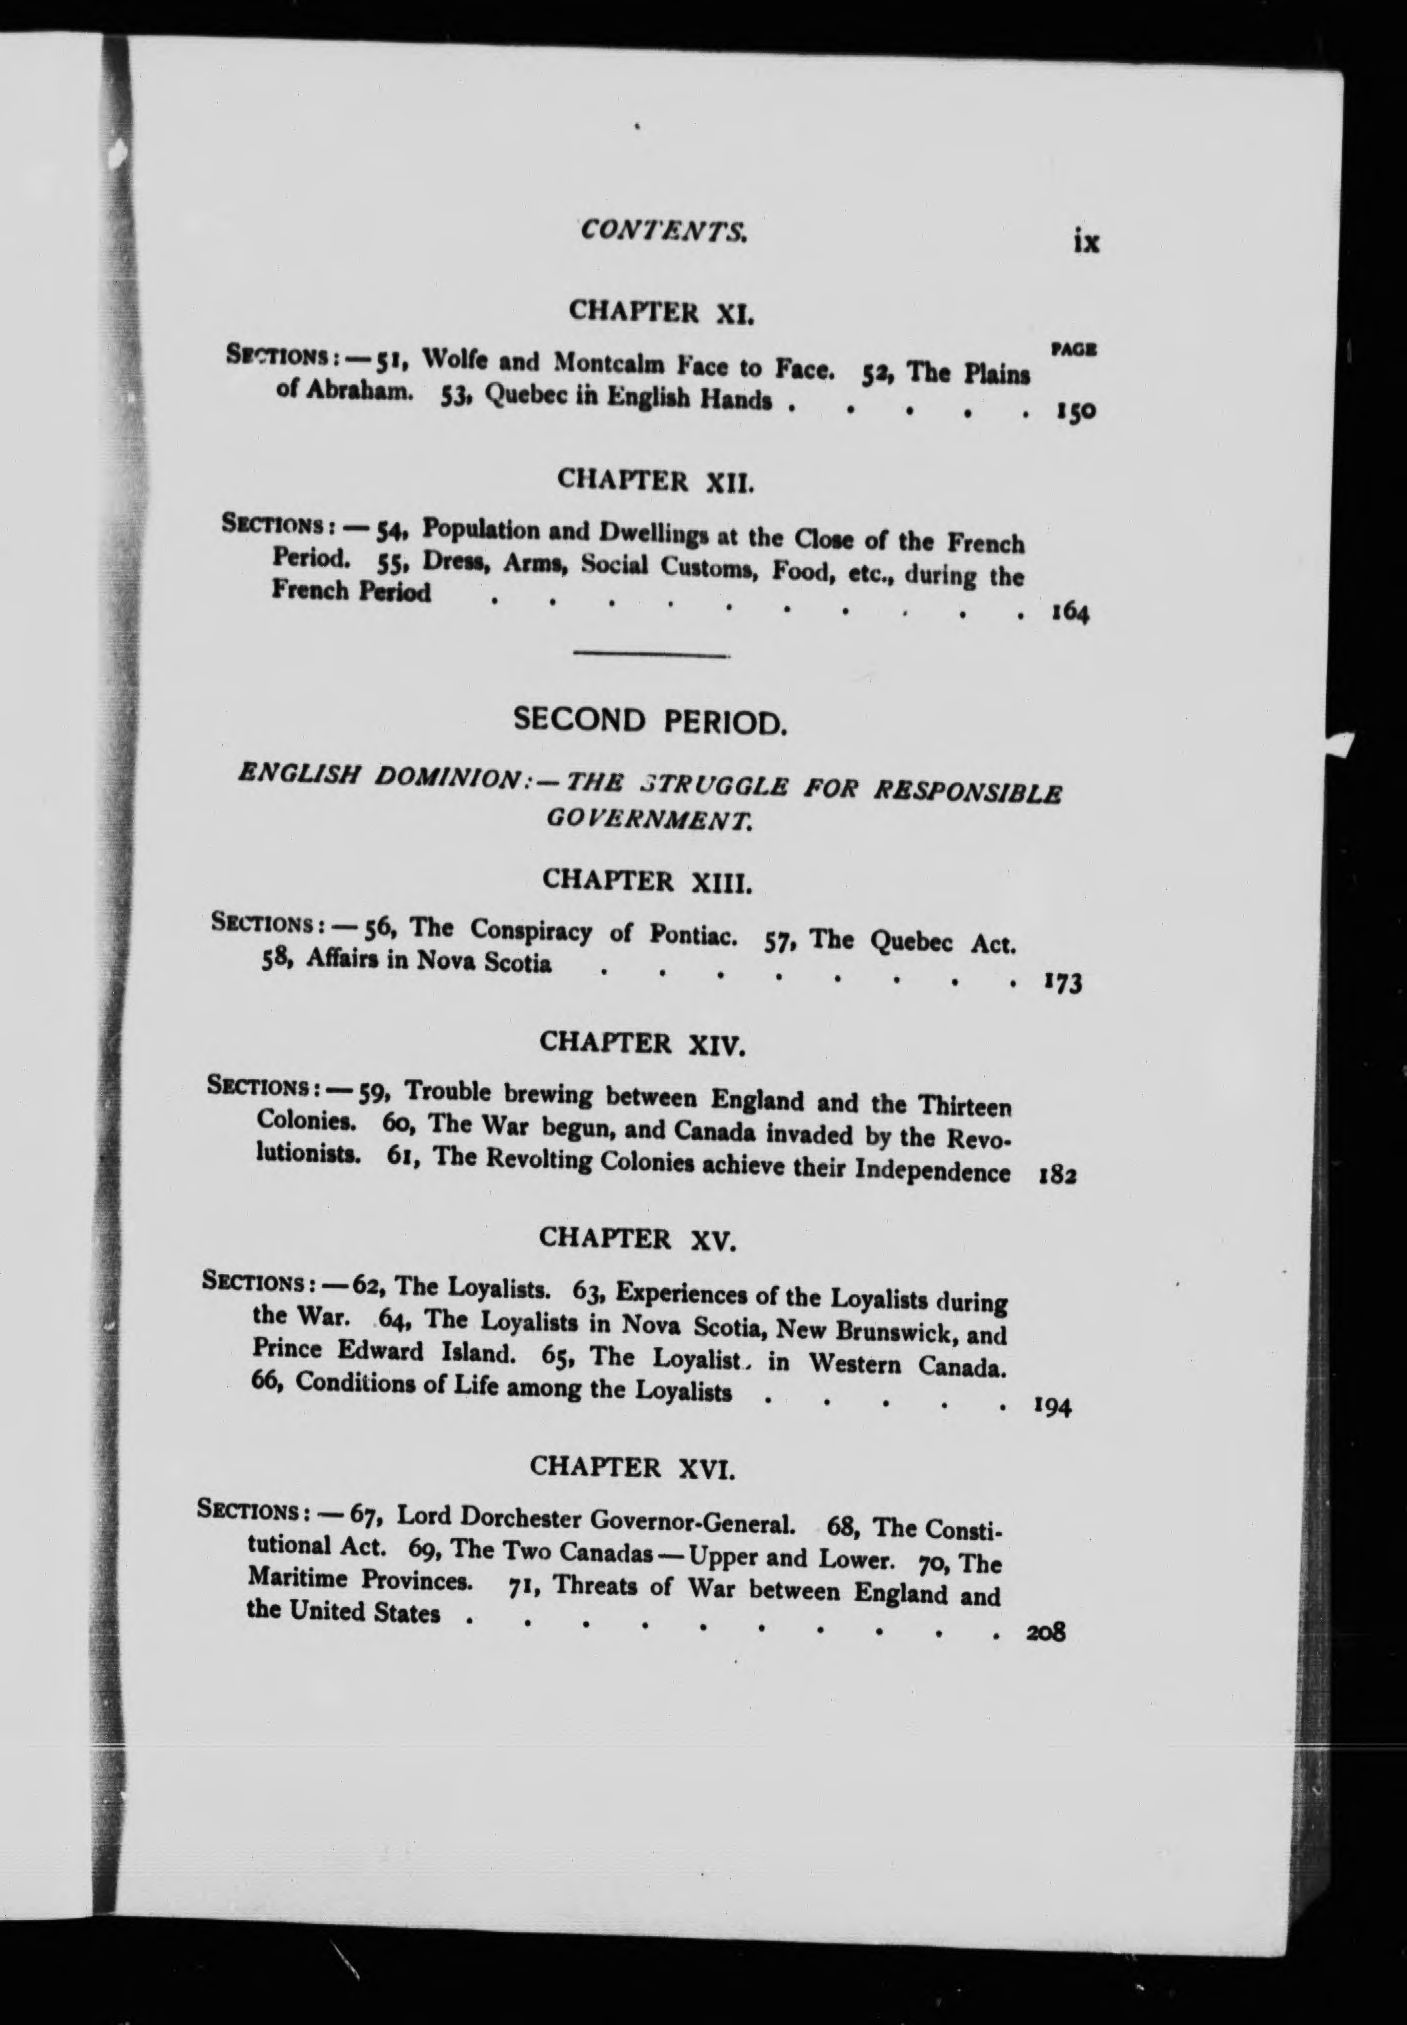 CONTENTS. ix
CHAPTER XI.
PAGE
SECTIONS: — 51, Wolfe and Montcalm Face to Face. 52, The Plains
of Abraham. 53, Quebec in English Hands . . . . . 150
CHAPTER XII.
SECTIONS: — 54, Population and Dwellings at the Close of the French
Period. 55, Dress, Arms, Social Customs, Food, etc., during the
French Period . . . . . . . . . . 164
SECOND PERIOD.
ENGLISH DOMINION:— THE STRUGGLE FOR RESPONSIBLE
GOVERNMENT.
CHAPTER XIII.
SECTIONS: — 56, The Conspiracy of Pontiac. 57, The Quebec Act.
58, Affairs in Nova Scotia . . . . . . . . 173
CHAPTER XIV.
SECTIONS: — 59, Trouble brewing between England and the Thirteen
Colonies. 60, The War begun, and Canada invaded by the Revo-
lutionists. 61, The Revolting Colonies achieve their Independence 182
CHAPTER XV.
SECTIONS: — 62, The Loyalists. 63, Experiences of the Loyalists during
the War. 64, The Loyalists in Nova Scotia, New Brunswick, and
Prince Edward Island. 65, The Loyalist. in Western Canada.
66, Conditions of Life among the Loyalists . . . . . 194
CHAPTER XVI.
SECTIONS: — 67, Lord Dorchester Governor-General. 68, The Consti-
tutional Act. 69, The Two Canadas — Upper and Lower. 70, The
Maritime Provinces. 71, Threats of War between England and
the United States . . . . . . . . . . 208